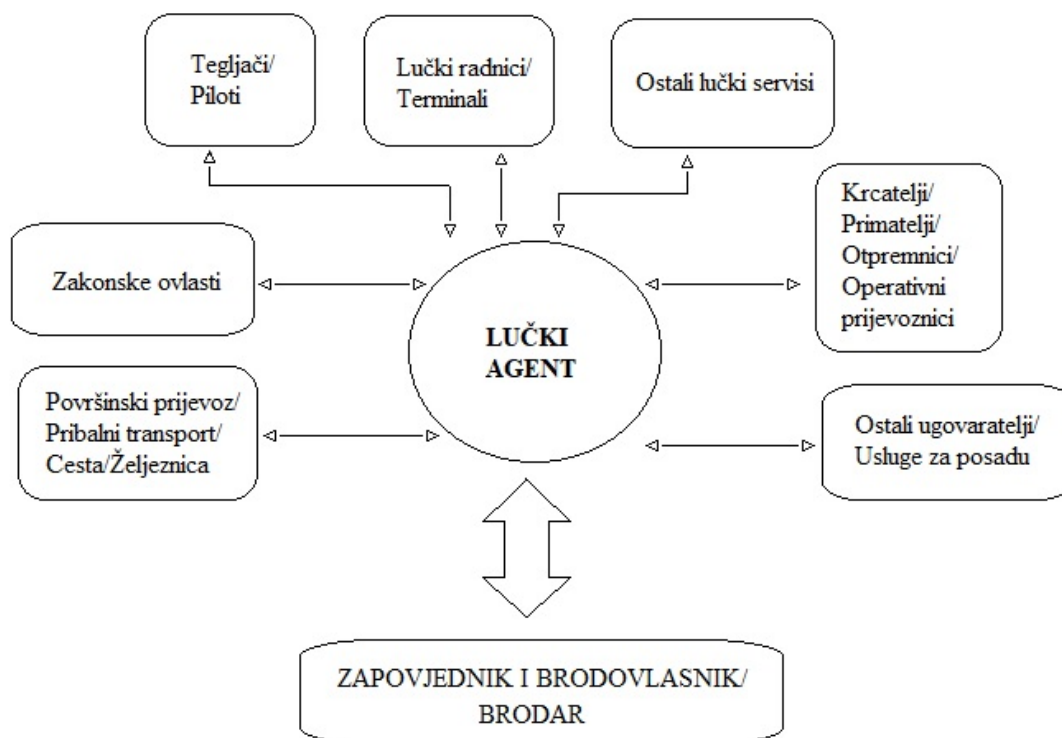 Tegljači/
Piloti
Lučki radnici/
Terminali
Ostali lučki servisi
Krcatelji/
Primatelji/
Otpremnici/
Operativni
prijevoznici
Zakonske ovlasti
LUČKI
AGENT
Površinski prijevoz/
Pribalni transport/
Cesta/Željeznica
Ostali ugovaratelji/
Usluge za posadu
ZAPOVJEDNIK I BRODOVLASNIK/
BRODAR